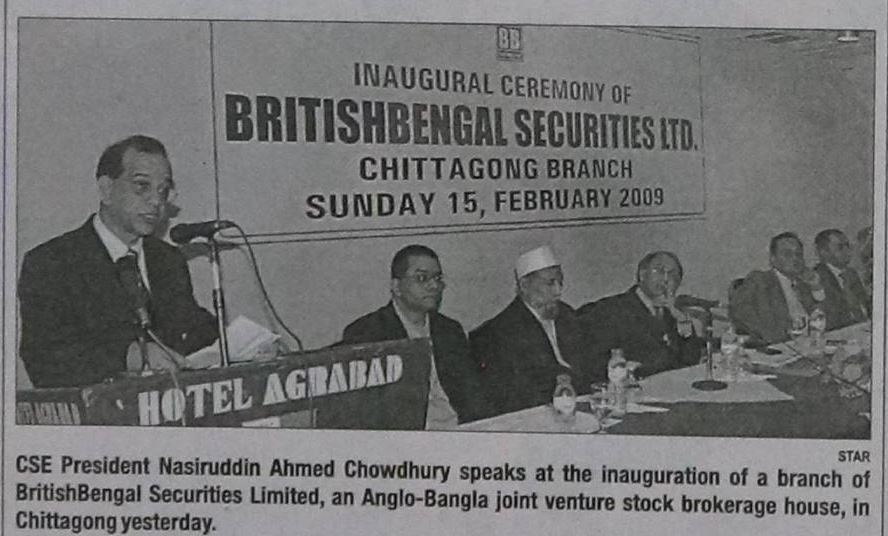 BB
INAUGURAL CEREMONY OF
BRITISHBENGAL SECURITIES LTD.
CHITTAGONG BRANCH
SUNDAY 15, FEBRUARY 2009
HOTEL AGRABAD
STAR
CSE President Nasiruddin Ahmed Chowdhury speaks at the inauguration of a branch of
BritishBengal Securities Limited, an Anglo-Bangla joint venture stock brokerage house, in
Chittagong yesterday.